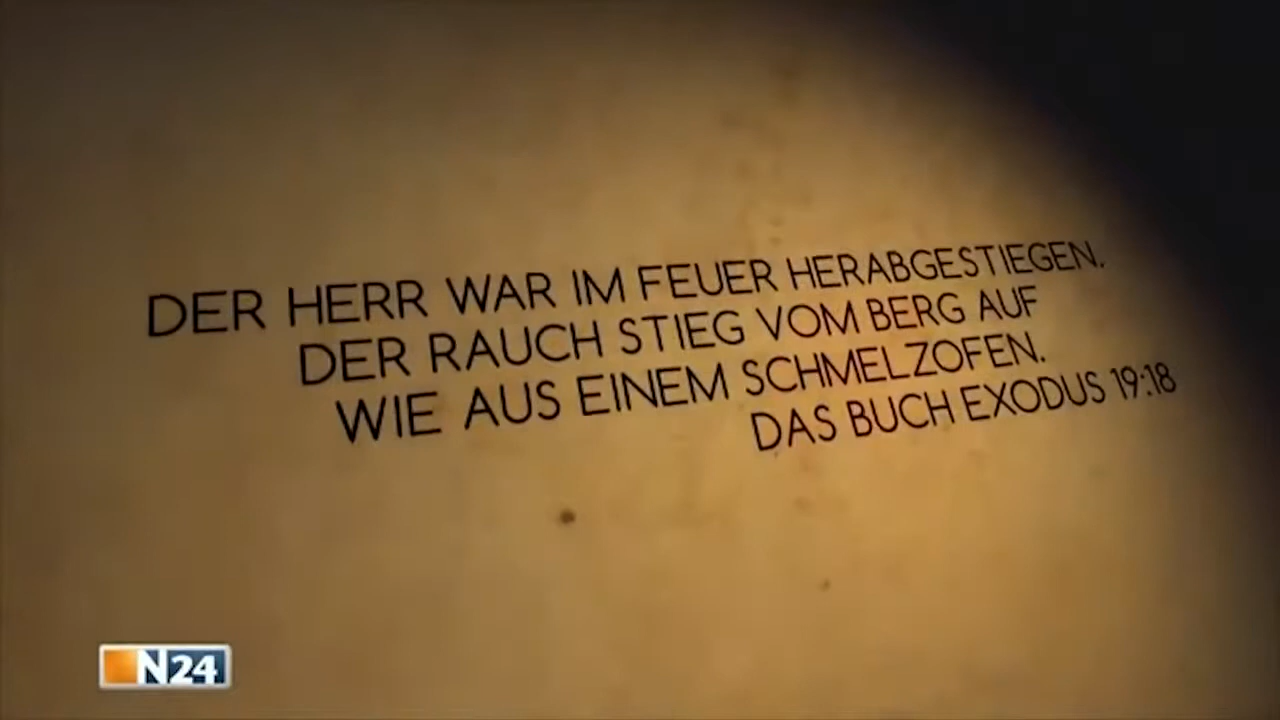 DER HERR WAR IM FEUER HERABGESTIEGEN.
DER RAUCH STIEG VOM BERG AUF
WIE AUS EINEM SCHMELZOFEN.
DAS BUCH EXODUS 19:18
N24